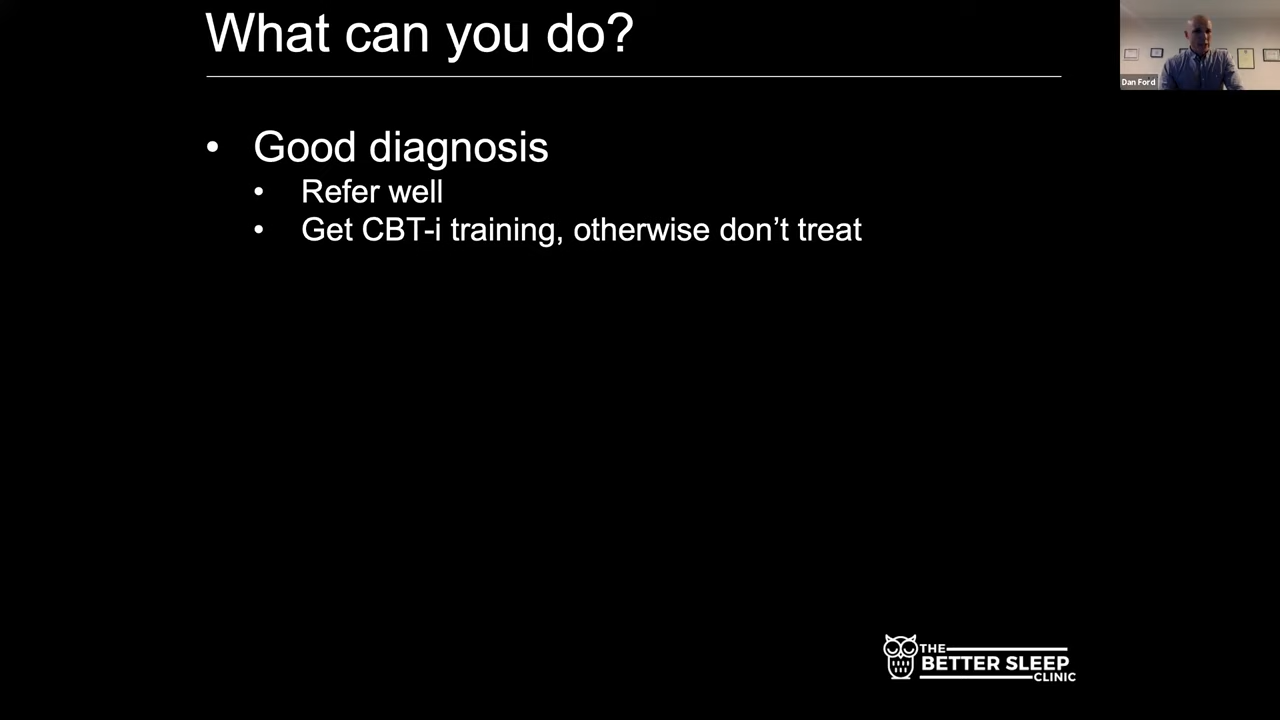 What can you do?
Dan Ford
• Good diagnosis
• Refer well
• Get CBT-i training, otherwise don’t treat
THE
BETTER SLEEP
CLINIC